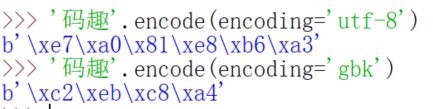 >>> '码趣'.encode(encoding='utf-8')
b'\xe7\xa0\x81\xe8\xb6\xa3'
>>> '码趣'.encode(encoding='gbk')
b'\xc2\xeb\xc8\xa4'